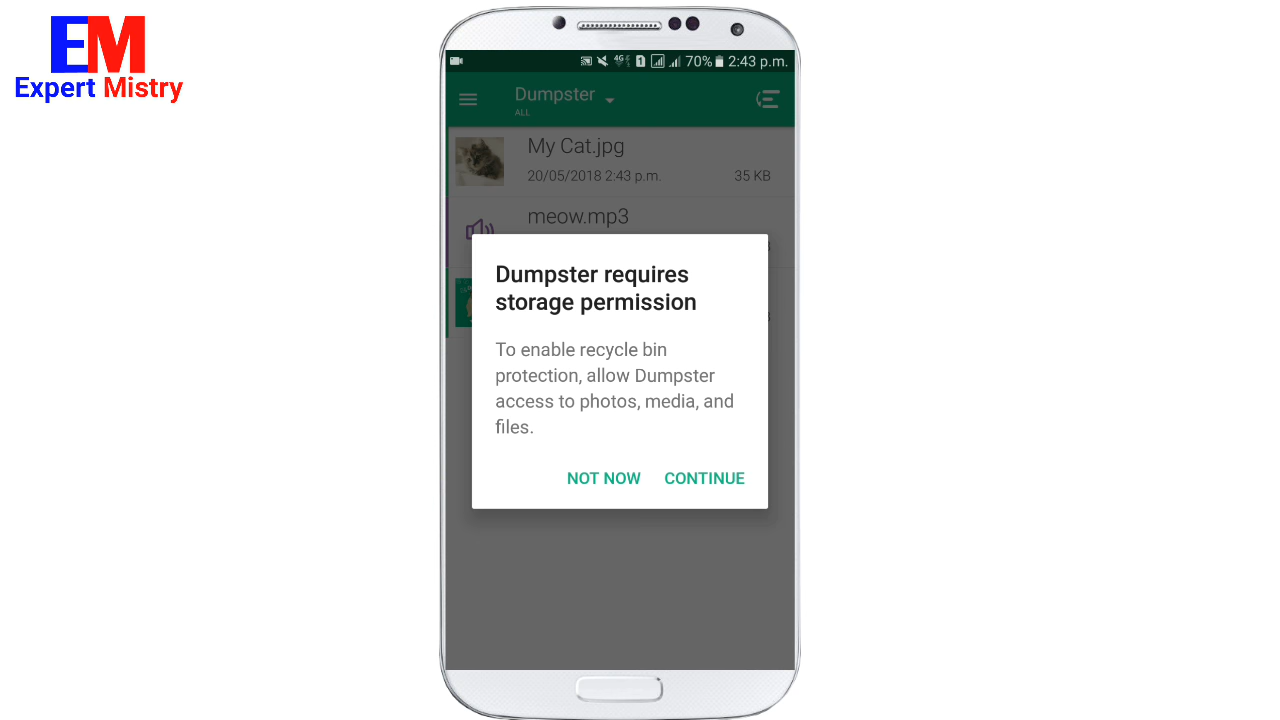 EM
Expert Mistry
4G
1
70%
2:43 p.m.
Dumpster
ALL
My Cat.jpg
20/05/2018 2:43 p.m.
35 KB
meow.mp3
Dumpster requires
storage permission
To enable recycle bin
protection, allow Dumpster
access to photos, media, and
files.
NOT NOW
CONTINUE